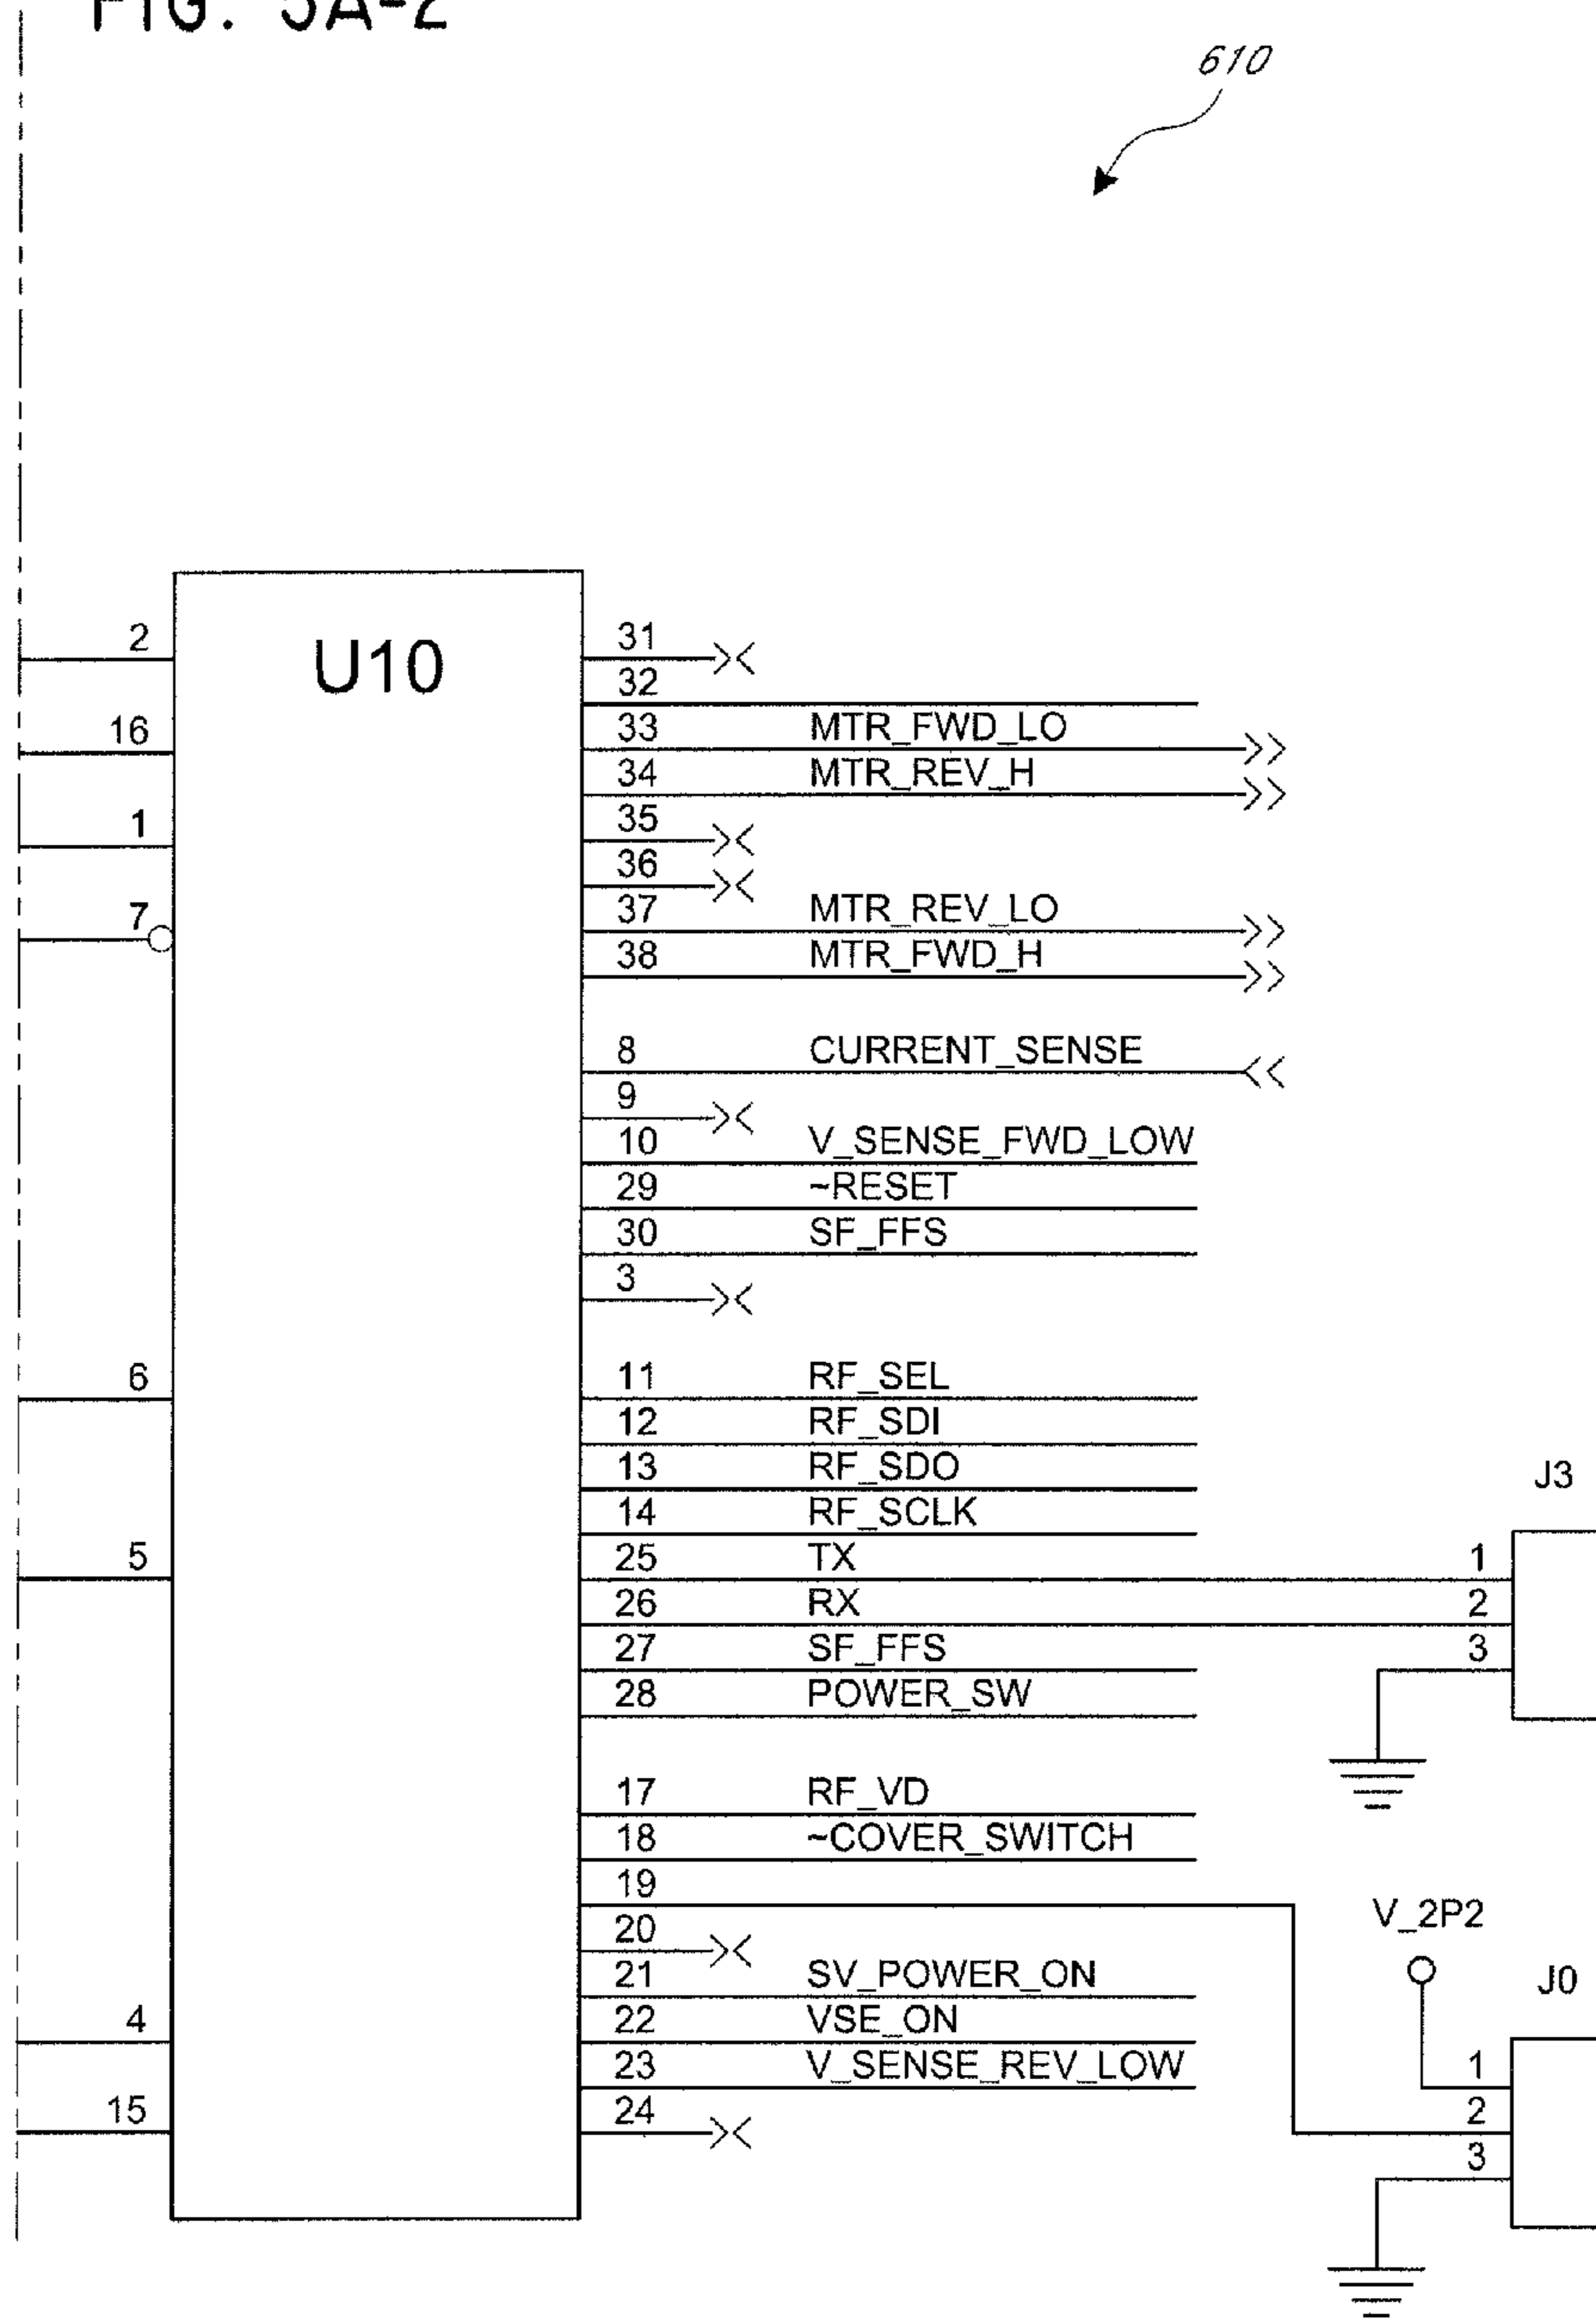 FIG. 5A-2
610
U10
2
16
1
7
6
5
4
15
31
32
33 MTR_FWD_LO
34 MTR_REV_H
35
36
37 MTR_REV_LO
38 MTR_FWD_H
8 CURRENT_SENSE
9
10 V_SENSE_FWD_LOW
29 ~RESET
30 SF_FFS
3
11 RF_SEL
12 RF_SDI
13 RF_SDO
14 RF_SCLK
25 TX
26 RX
27 SF_FFS
28 POWER_SW
17 RF_VD
18 ~COVER_SWITCH
19
20
21 SV_POWER_ON
22 VSE_ON
23 V_SENSE_REV_LOW
24
J3
1
2
3
V_2P2
J0
1
2
3